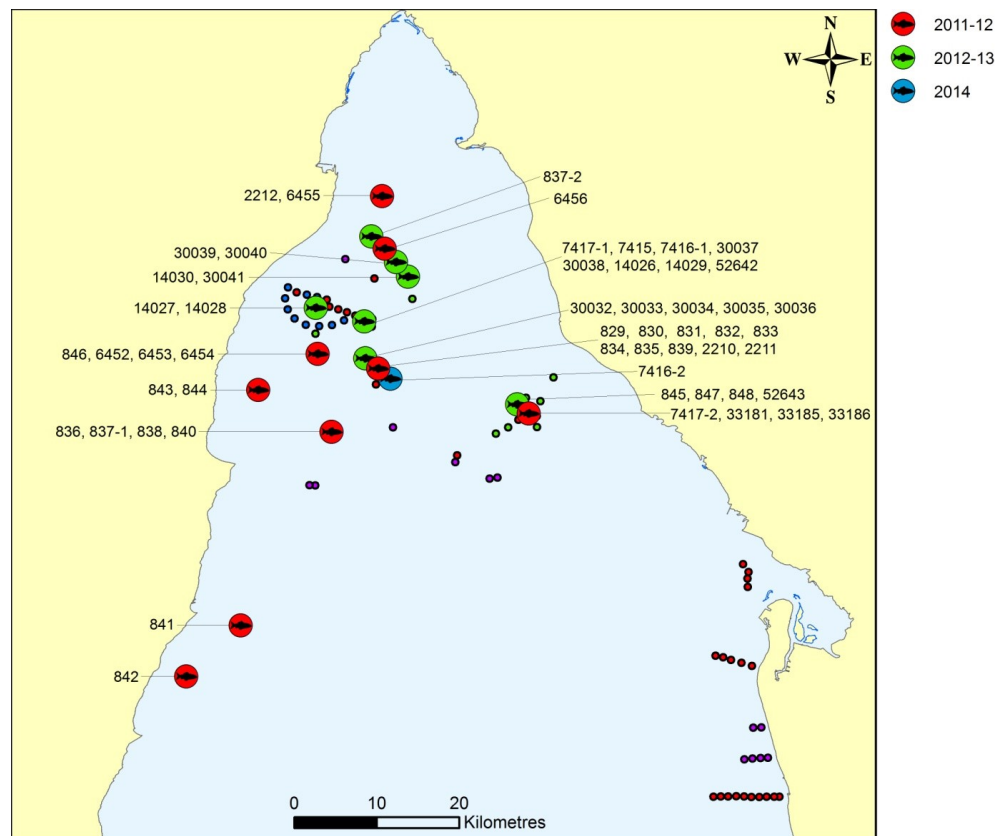 2011-12
2012-13
2014
N
W E
S
837-2
2212, 6455
6456
7417-1, 7415, 7416-1, 30037
30038, 14026, 14029, 52642
30039, 30040
14030, 30041
14027, 14028
30032, 30033, 30034, 30035, 30036
829, 830, 831, 832, 833
834, 835, 839, 2210, 2211
846, 6452, 6453, 6454
7416-2
843, 844
845, 847, 848, 52643
7417-2, 33181, 33185, 33186
836, 837-1, 838, 840
841
842
0 10 20
Kilometres